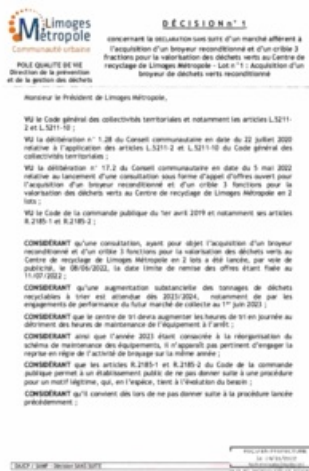 Limoges
Métropole
Communauté urbaine
PÔLE QUALITÉ DE VIE
Direction de la prévention
et de la gestion des déchets
DÉCISION n° 1
concernant la DECLARATION SANS SUITE d'un marché afférent à
l'acquisition d'un broyeur reconditionné et d'un crible 3
fractions pour la valorisation des déchets verts au Centre de
recyclage de Limoges Métropole - Lot n°1 : Acquisition d'un
broyeur de déchets verts reconditionné
Monsieur le Président de Limoges Métropole,
VU le Code général des collectivités territoriales et notamment les articles L.5211-
2 et L.5211-10 ;
VU la délibération n° 1.28 du Conseil communautaire en date du 22 juillet 2020
relative à l'application des articles L.5211-2 et L.5211-10 du Code général des
collectivités territoriales ;
VU la délibération n° 17.2 du Conseil communautaire en date du 5 mai 2022
relative au lancement d'une consultation sous forme d'appel d'offres ouvert pour
l'acquisition d'un broyeur reconditionné et d'un crible 3 fonctions pour la
valorisation des déchets verts au Centre de recyclage de Limoges Métropole en 2
lots ;
VU le Code de la commande publique du 1er avril 2019 et notamment ses articles
R.2185-1 et R.2185-2 ;
CONSIDÉRANT qu'une consultation, ayant pour objet l'acquisition d'un broyeur
reconditionné et d'un crible 3 fractions pour la valorisation des déchets verts au
Centre de recyclage de Limoges Métropole en 2 lots a été lancée, par voie de
publicité, le 08/06/2022, la date limite de remise des offres étant fixée au
11/07/2022 ;
CONSIDÉRANT qu'une augmentation substantielle des tonnages de déchets
recyclables à trier est attendue dès 2023/2024, notamment de par les
engagements de performance du futur marché de collecte au 1er juin 2023 ;
CONSIDÉRANT que le centre de tri devra augmenter les heures de tri en journée au
détriment des heures de maintenance de l'équipement à l'arrêt ;
CONSIDÉRANT ainsi que l'année 2023 étant consacrée à la réorganisation du
schéma de maintenance des équipements, il n'apparaît pas pertinent d'engager la
reprise en régie de l'activité de broyage sur la même année ;
CONSIDÉRANT que les articles R.2185-1 et R.2185-2 du Code de la commande
publique permet à un établissement public de ne pas donner suite à une procédure
pour un motif légitime, qui, en l'espèce, tient à l'évolution du besoin ;
CONSIDÉRANT qu'il convient dès lors de ne pas donner suite à la procédure lancée
précédemment ;